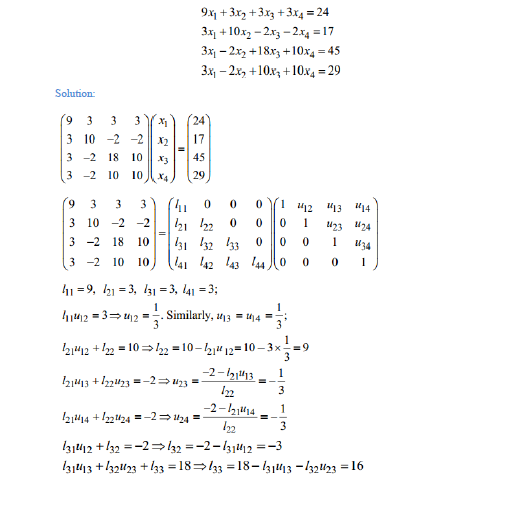 9x₁ + 3x₂ + 3x₃ + 3x₄ = 24
3x₁ + 10x₂ − 2x₃ − 2x₄ = 17
3x₁ − 2x₂ + 18x₃ + 10x₄ = 45
3x₁ − 2x₂ + 10x₃ + 10x₄ = 29
Solution:
9 3 3 3 x₁ 24
3 10 −2 −2 x₂ = 17
3 −2 18 10 x₃ 45
3 −2 10 10 x₄ 29
9 3 3 3 l₁₁ 0 0 0 1 u₁₂ u₁₃ u₁₄
3 10 −2 −2 = l₂₁ l₂₂ 0 0 0 1 u₂₃ u₂₄
3 −2 18 10 l₃₁ l₃₂ l₃₃ 0 0 0 1 u₃₄
3 −2 10 10 l₄₁ l₄₂ l₄₃ l₄₄ 0 0 0 1
l₁₁ = 9, l₂₁ = 3, l₃₁ = 3, l₄₁ = 3;
l₁₁u₁₂ = 3 ⇒ u₁₂ = 1/3. Similarly, u₁₃ = u₁₄ = 1/3;
l₂₁u₁₂ + l₂₂ = 10 ⇒ l₂₂ = 10 − l₂₁u₁₂ = 10 − 3 × 1/3 = 9
l₂₁u₁₃ + l₂₂u₂₃ = −2 ⇒ u₂₃ = (−2 − l₂₁u₁₃)/l₂₂ = −1/3
l₂₁u₁₄ + l₂₂u₂₄ = −2 ⇒ u₂₄ = (−2 − l₂₁u₁₄)/l₂₂ = −1/3
l₃₁u₁₂ + l₃₂ = −2 ⇒ l₃₂ = −2 − l₃₁u₁₂ = −3
l₃₁u₁₃ + l₃₂u₂₃ + l₃₃ = 18 ⇒ l₃₃ = 18 − l₃₁u₁₃ − l₃₂u₂₃ = 16